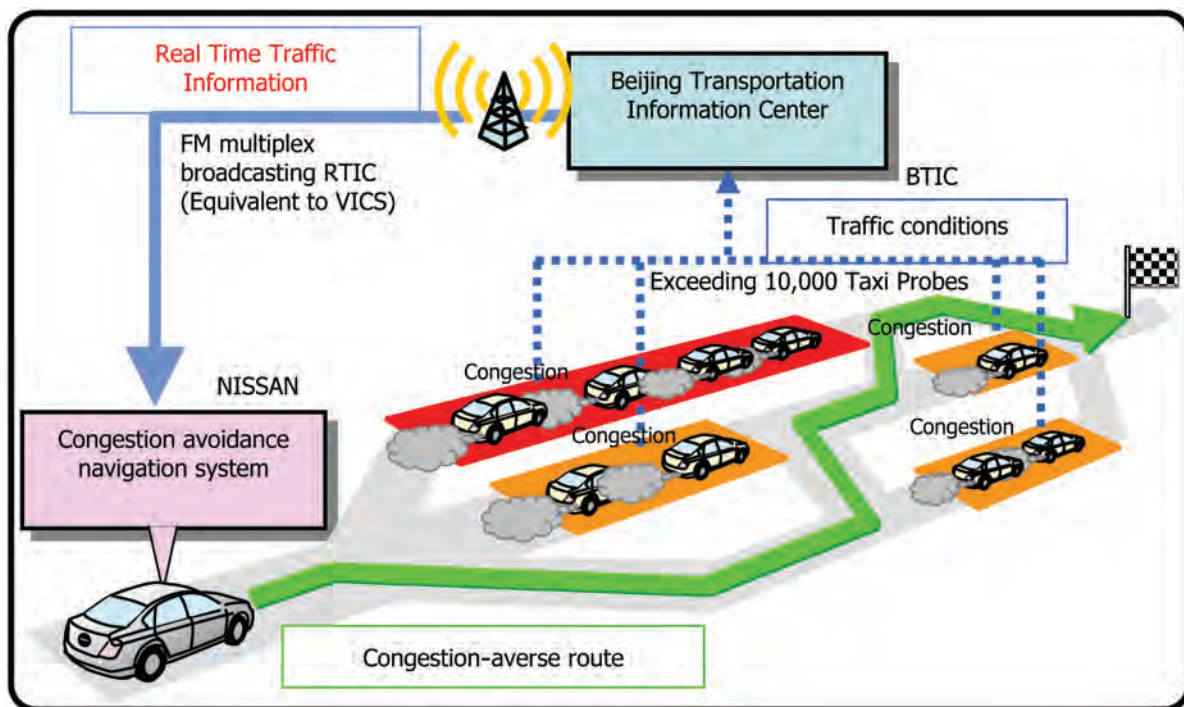 Real Time Traffic
Information
Beijing Transportation
Information Center
FM multiplex
broadcasting RTIC
(Equivalent to VICS)
BTIC
Traffic conditions
Exceeding 10,000 Taxi Probes
Congestion
Congestion
NISSAN
Congestion
Congestion
Congestion avoidance
navigation system
Congestion-averse route